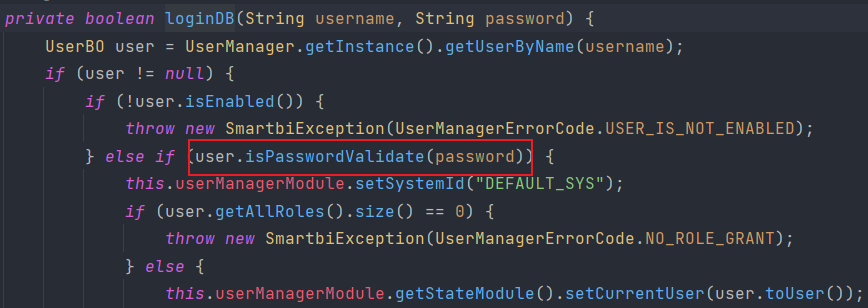 private boolean loginDB(String username, String password) {
UserBO user = UserManager.getInstance().getUserByName(username);
if (user != null) {
if (!user.isEnabled()) {
throw new SmartbiException(UserManagerErrorCode.USER_IS_NOT_ENABLED);
} else if (user.isPasswordValidate(password)) {
this.userManagerModule.setSystemId("DEFAULT_SYS");
if (user.getAllRoles().size() == 0) {
throw new SmartbiException(UserManagerErrorCode.NO_ROLE_GRANT);
} else {
this.userManagerModule.getStateModule().setCurrentUser(user.toUser());